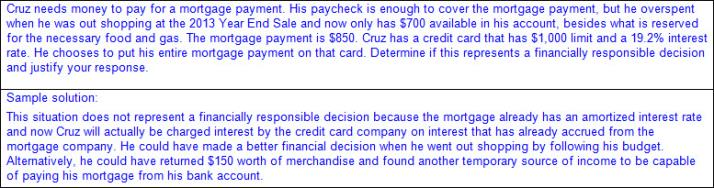 Cruz needs money to pay for a mortgage payment. His paycheck is enough to cover the mortgage payment, but he overspent
when he was out shopping at the 2013 Year End Sale and now only has $700 available in his account, besides what is reserved
for the necessary food and gas. The mortgage payment is $850. Cruz has a credit card that has $1,000 limit and a 19.2% interest
rate. He chooses to put his entire mortgage payment on that card. Determine if this represents a financially responsible decision
and justify your response.
Sample solution:
This situation does not represent a financially responsible decision because the mortgage already has an amortized interest rate
and now Cruz will actually be charged interest by the credit card company on interest that has already accrued from the
mortgage company. He could have made a better financial decision when he went out shopping by following his budget.
Alternatively, he could have returned $150 worth of merchandise and found another temporary source of income to be capable
of paying his mortgage from his bank account.